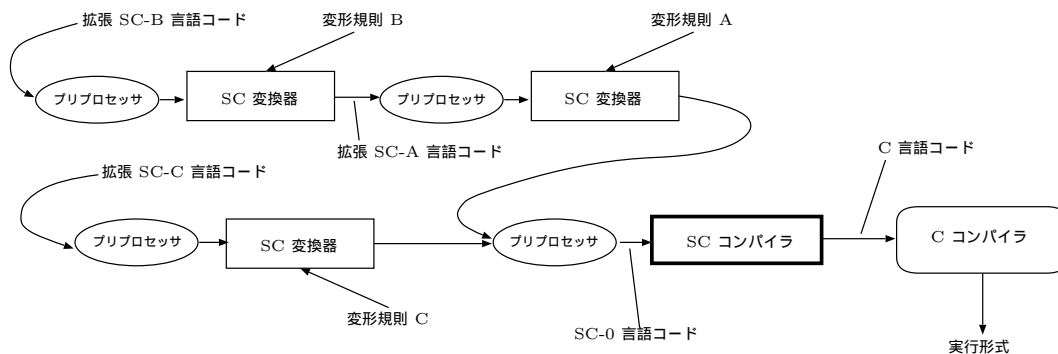 拡張 SC-B 言語コード
変形規則 B
変形規則 A
プリプロセッサ
SC 変換器
プリプロセッサ
SC 変換器
拡張 SC-A 言語コード
C 言語コード
拡張 SC-C 言語コード
プリプロセッサ
SC 変換器
プリプロセッサ
SC コンパイラ
C コンパイラ
変形規則 C
SC-0 言語コード
実行形式